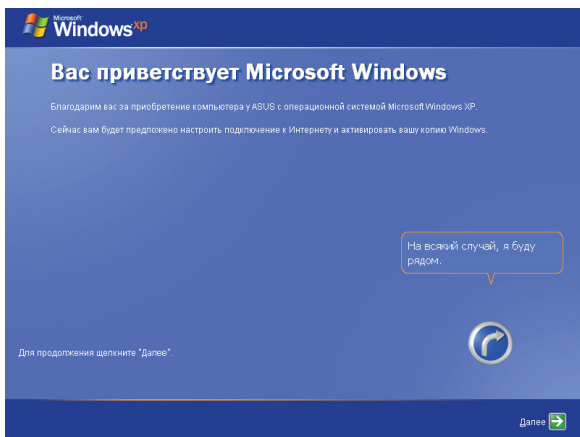 Microsoft
Windows xp
Вас приветствует Microsoft Windows
Благодарим вас за приобретение компьютера у ASUS с операционной системой Microsoft Windows XP.
Сейчас вам будет предложено настроить подключение к Интернету и активировать вашу копию Windows.
На всякий случай, я буду
рядом.
Для продолжения щелкните "Далее".
Далее